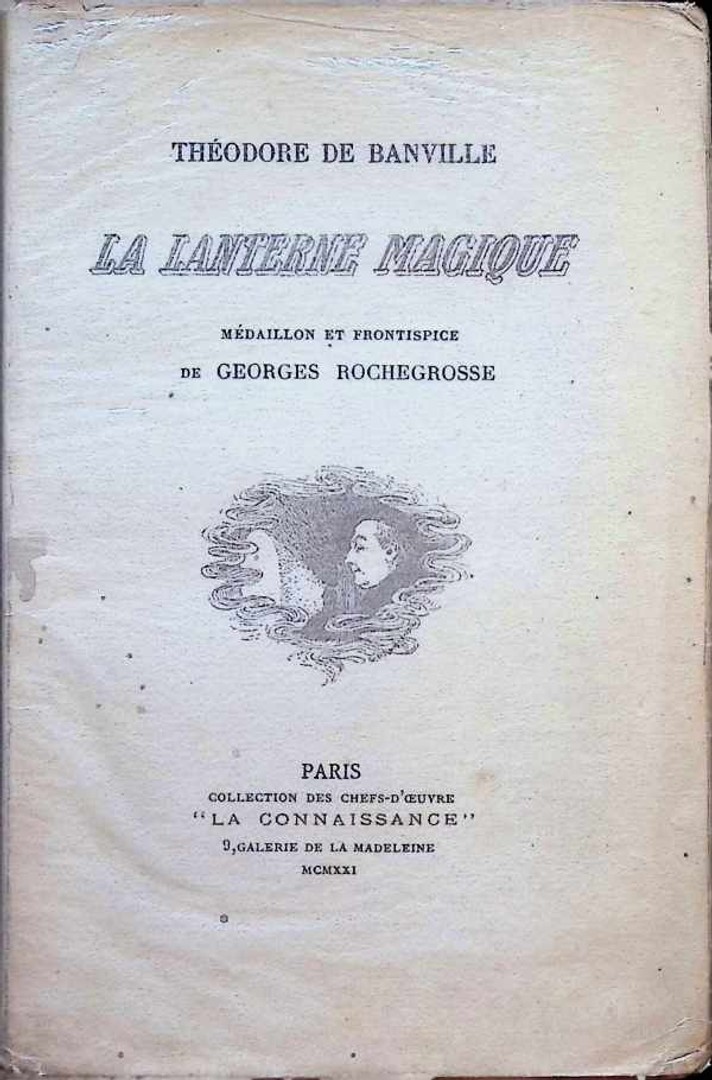 THÉODORE DE BANVILLE
LA LANTERNE MAGIQUE
MÉDAILLON ET FRONTISPICE
DE GEORGES ROCHEGROSSE
PARIS
COLLECTION DES CHEFS-D'ŒUVRE
"LA CONNAISSANCE"
9, GALERIE DE LA MADELEINE
MCMXXI